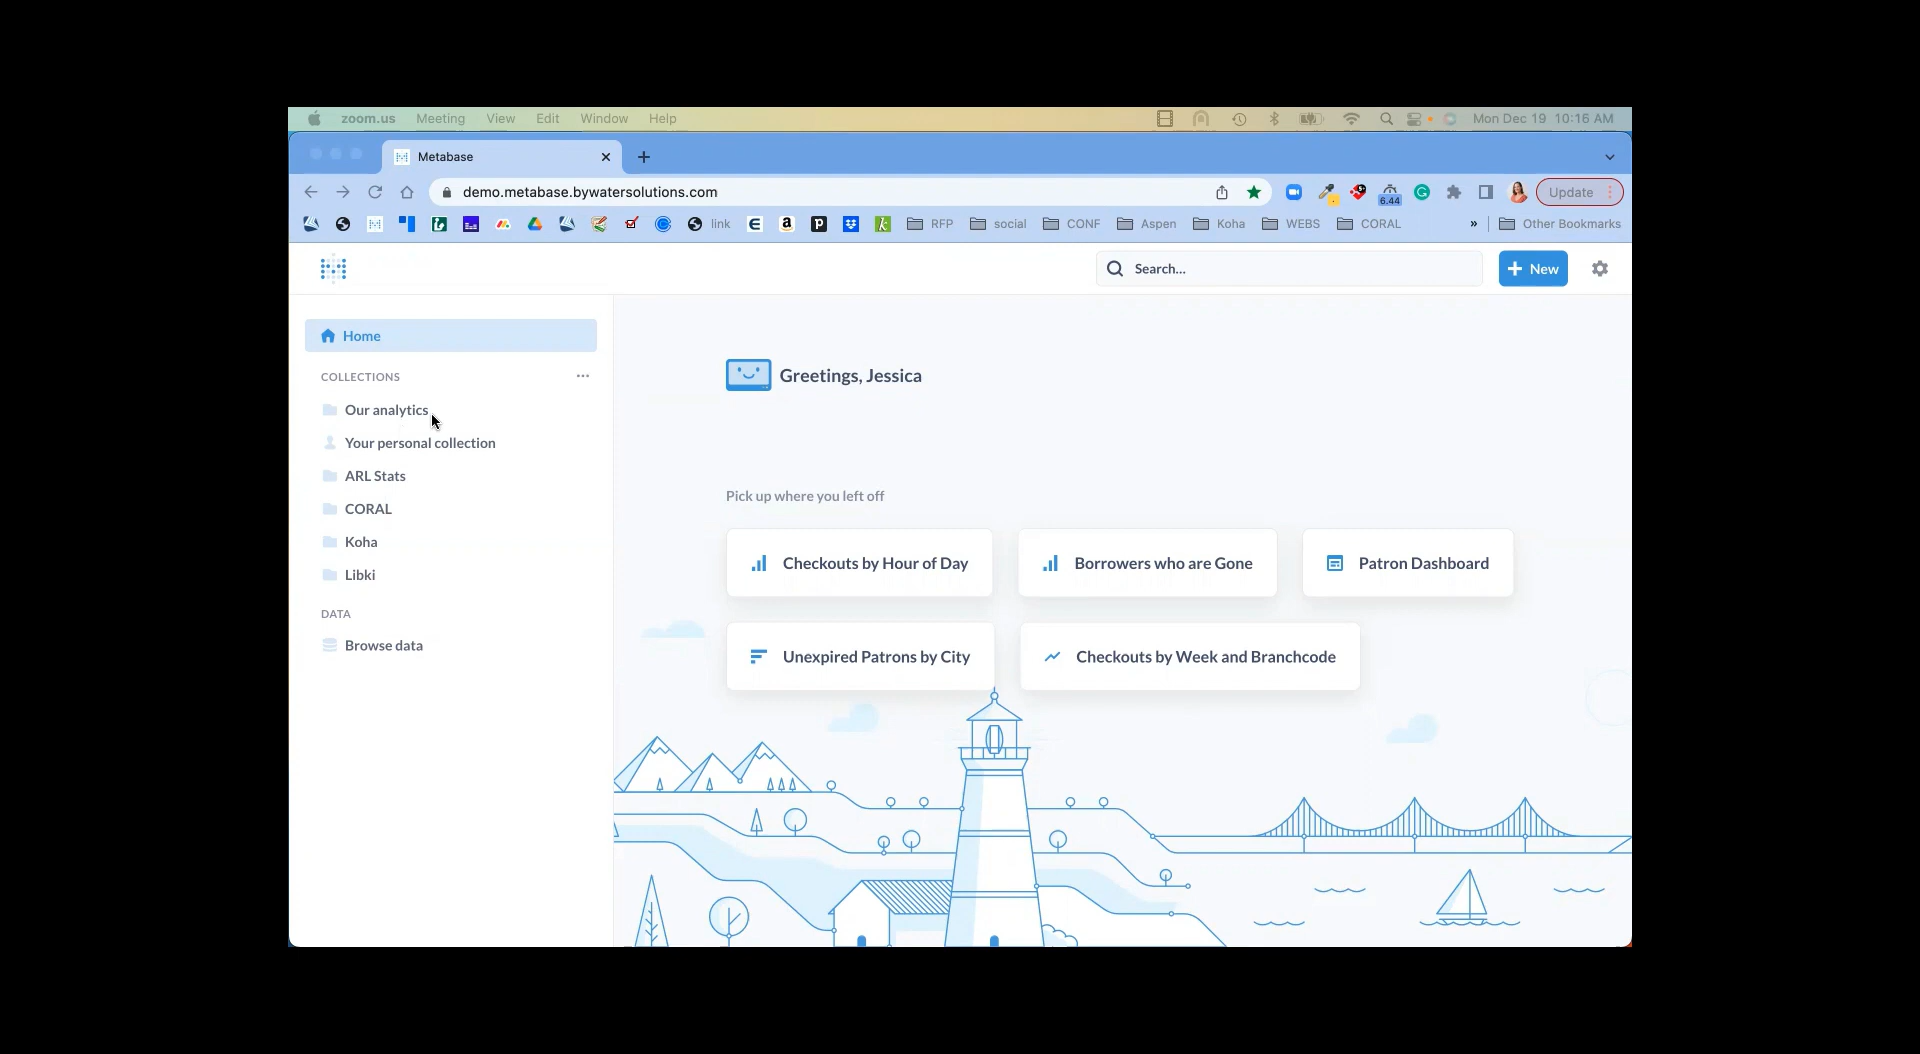 zoom.us Meeting View Edit Window Help Mon Dec 19 10:16 AM
Metabase
demo.metabase.bywatersolutions.com 6.44 Update
link RFP social CONF Aspen Koha WEBS CORAL » Other Bookmarks
Search... New
Home
COLLECTIONS
Our analytics
Your personal collection
ARL Stats
CORAL
Koha
Libki
DATA
Browse data
Greetings, Jessica
Pick up where you left off
Checkouts by Hour of Day Borrowers who are Gone Patron Dashboard
Unexpired Patrons by City Checkouts by Week and Branchcode